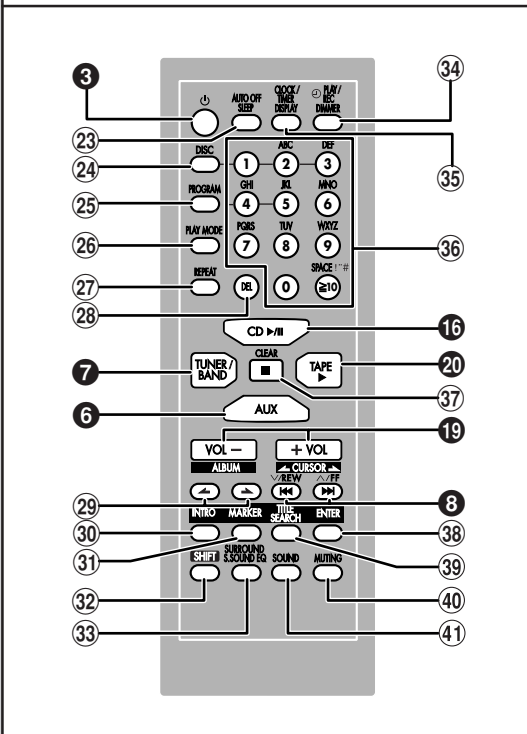 3
⏻
AUTO OFF
SLEEP
CLOCK /
TIMER
DISPLAY
PLAY /
REC
DIMMER
34
23
DISC
ABC
DEF
24
1
2
3
35
PROGRAM
GHI
JKL
MNO
25
4
5
6
PLAY MODE
PQRS
TUV
WXYZ
26
7
8
9
36
REPEAT
SPACE ! " #
27
DEL
0
≧10
28
CD ►/II
16
CLEAR
7
TUNER /
BAND
■
TAPE
►
20
37
6
AUX
VOL −
+ VOL
19
ALBUM
CURSOR
∨/REW
∧/FF
29
⏮
⏭
8
INTRO
MARKER
TITLE
SEARCH
ENTER
30
38
31
SHIFT
SURROUND
S.SOUND EQ
SOUND
MUTING
39
32
40
33
41